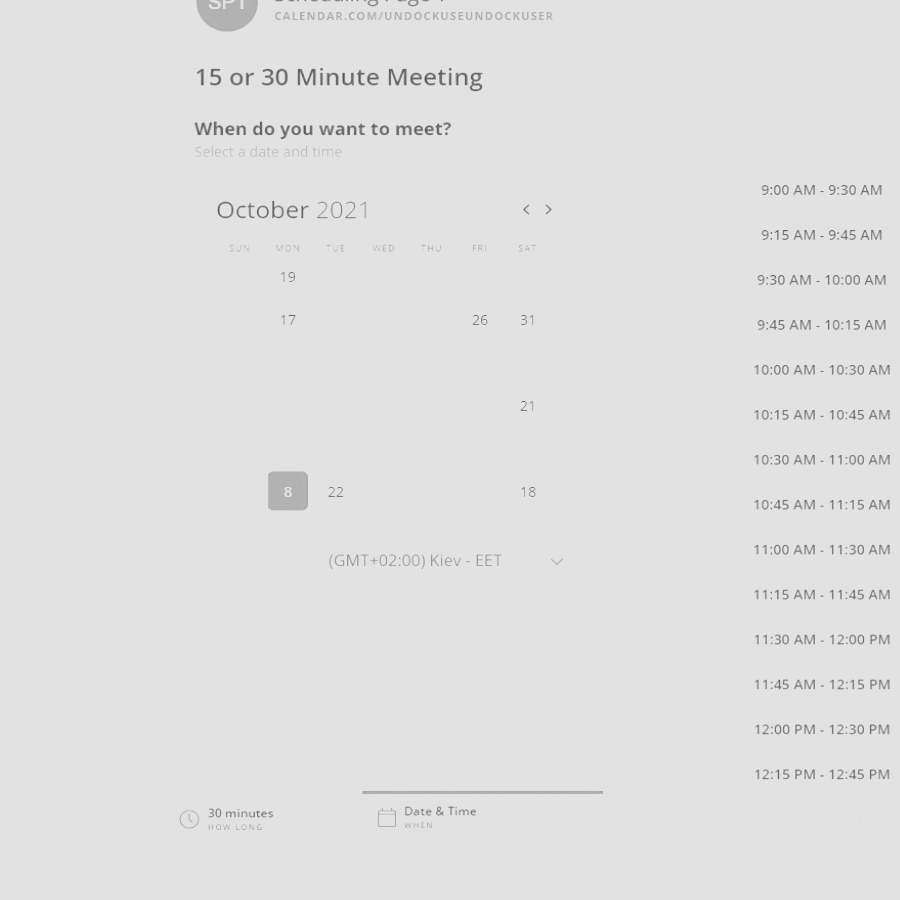 SPT
CALENDAR.COM/UNDOCKUSEUNDOCKUSER
15 or 30 Minute Meeting
When do you want to meet?
Select a date and time
October 2021
SUN MON TUE WED THU FRI SAT
19
17 26 31
21
8 22 18
(GMT+02:00) Kiev - EET
9:00 AM - 9:30 AM
9:15 AM - 9:45 AM
9:30 AM - 10:00 AM
9:45 AM - 10:15 AM
10:00 AM - 10:30 AM
10:15 AM - 10:45 AM
10:30 AM - 11:00 AM
10:45 AM - 11:15 AM
11:00 AM - 11:30 AM
11:15 AM - 11:45 AM
11:30 AM - 12:00 PM
11:45 AM - 12:15 PM
12:00 PM - 12:30 PM
12:15 PM - 12:45 PM
30 minutes
HOW LONG
Date & Time
WHEN